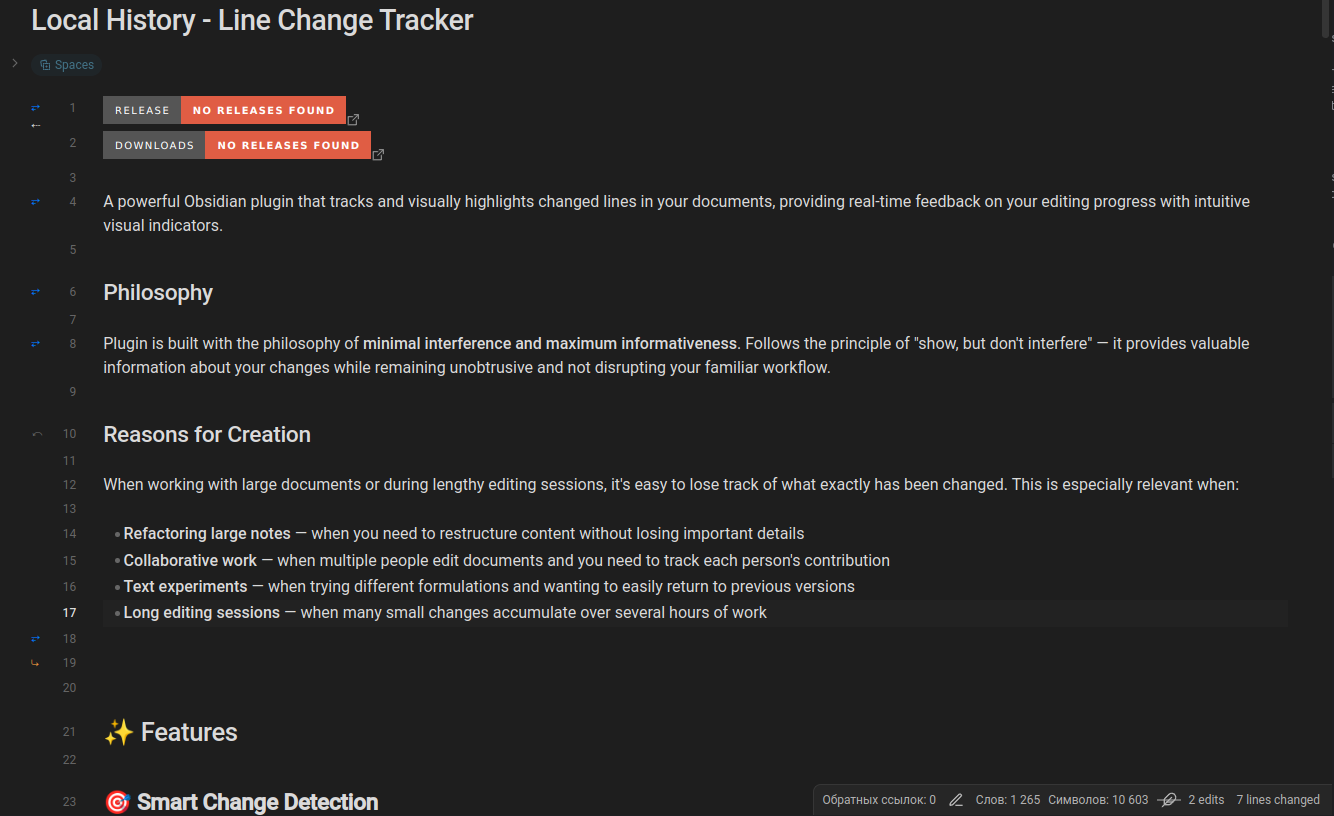 Local History - Line Change Tracker
Spaces
1 RELEASE NO RELEASES FOUND
2 DOWNLOADS NO RELEASES FOUND
3
4 A powerful Obsidian plugin that tracks and visually highlights changed lines in your documents, providing real-time feedback on your editing progress with intuitive
visual indicators.
5
6 Philosophy
7
8 Plugin is built with the philosophy of minimal interference and maximum informativeness. Follows the principle of "show, but don't interfere" — it provides valuable
information about your changes while remaining unobtrusive and not disrupting your familiar workflow.
9
10 Reasons for Creation
11
12 When working with large documents or during lengthy editing sessions, it's easy to lose track of what exactly has been changed. This is especially relevant when:
13
14 • Refactoring large notes — when you need to restructure content without losing important details
15 • Collaborative work — when multiple people edit documents and you need to track each person's contribution
16 • Text experiments — when trying different formulations and wanting to easily return to previous versions
17 • Long editing sessions — when many small changes accumulate over several hours of work
18
19
20
21 ✨ Features
22
23 🎯 Smart Change Detection
Обратных ссылок: 0 Слов: 1 265 Символов: 10 603 2 edits 7 lines changed